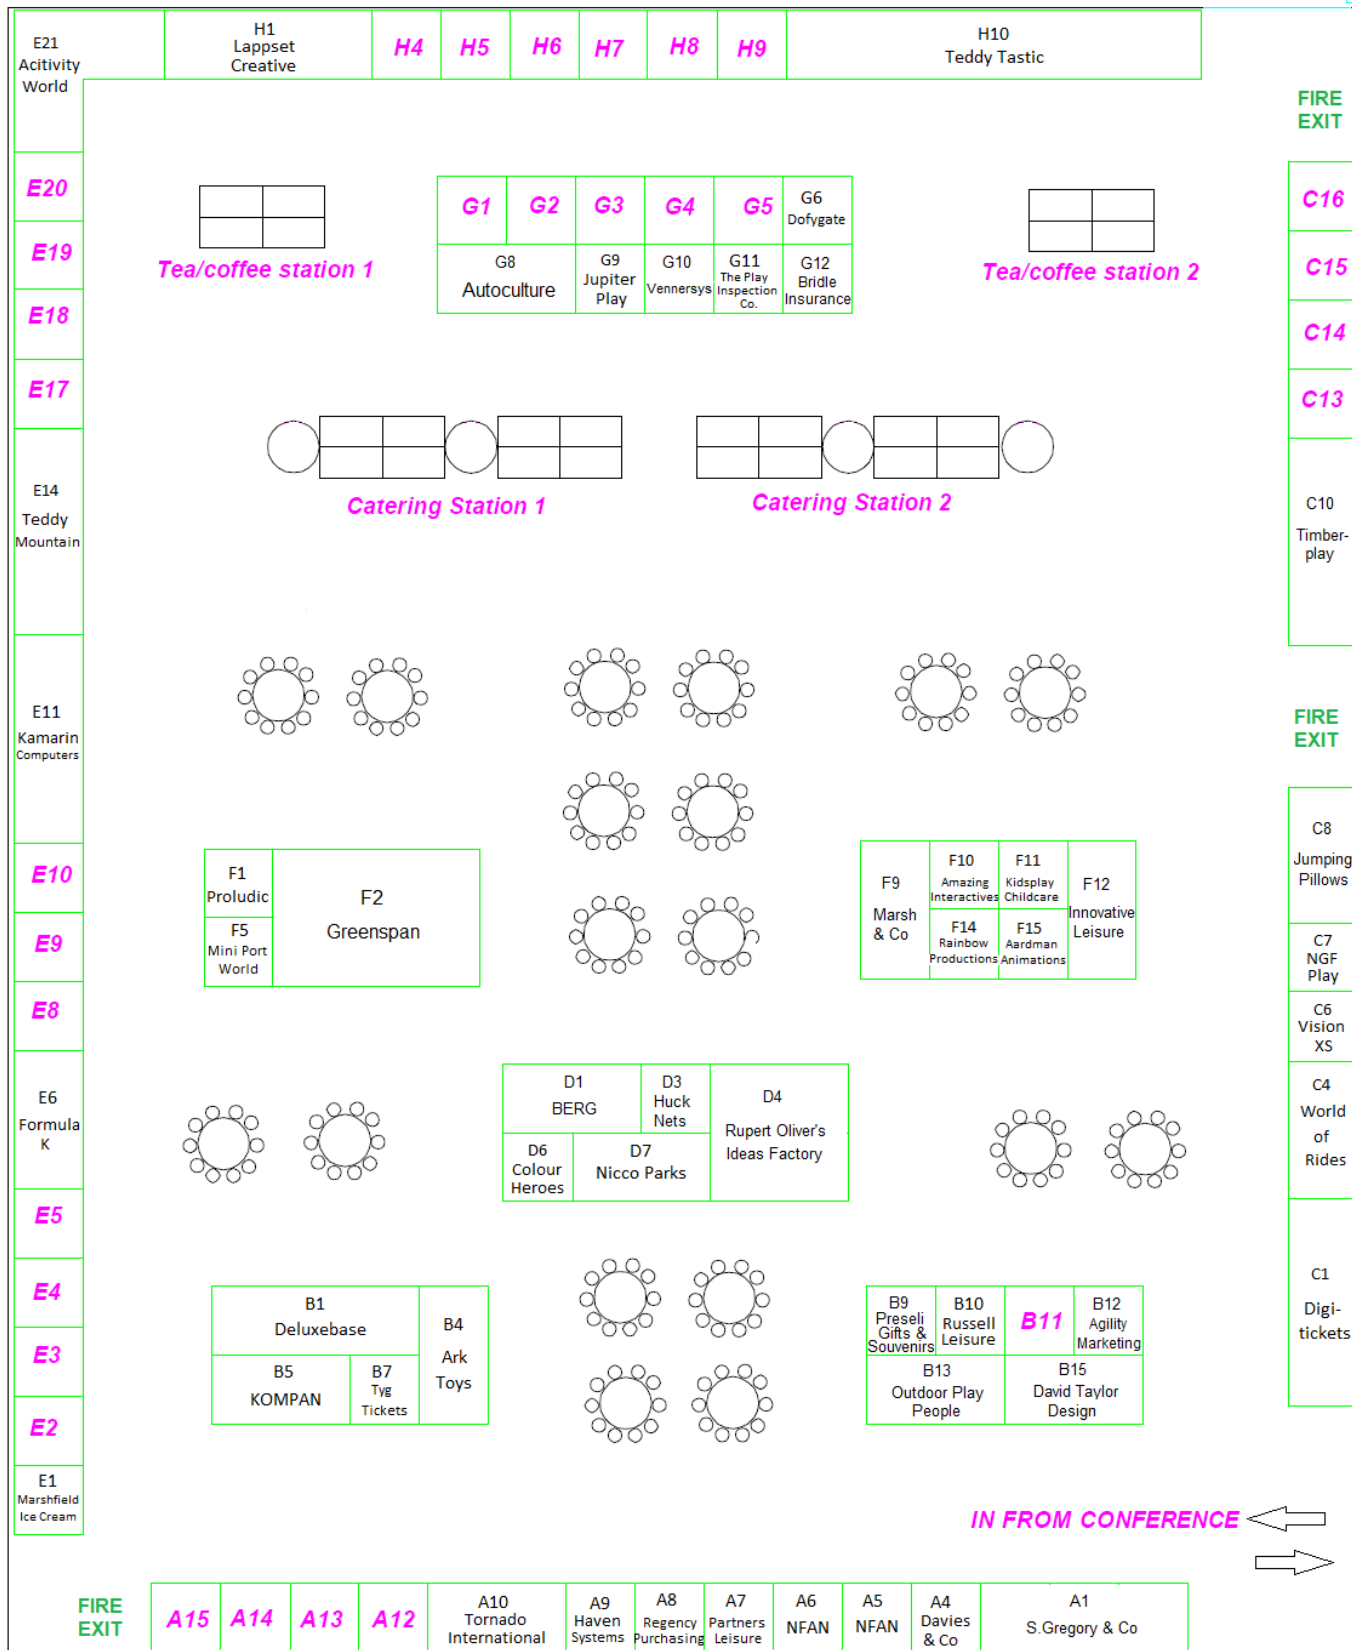 E21
Acitivity
World
H1
Lappset
Creative
H4
H5
H6
H7
H8
H9
H10
Teddy Tastic
FIRE
EXIT
E20
E19
E18
E17
Tea/coffee station 1
G1
G2
G3
G4
G5
G6
Dofygate
G8
Autoculture
G9
Jupiter
Play
G10
Vennersys
G11
The Play
Inspection
Co.
G12
Bridle
Insurance
Tea/coffee station 2
C16
C15
C14
C13
Catering Station 1
Catering Station 2
E14
Teddy
Mountain
C10
Timber-
play
E11
Kamarin
Computers
FIRE
EXIT
E10
E9
E8
F1
Proludic
F5
Mini Port
World
F2
Greenspan
F9
Marsh
& Co
F10
Amazing
Interactives
F11
Kidsplay
Childcare
F12
Innovative
Leisure
F14
Rainbow
Productions
F15
Aardman
Animations
C8
Jumping
Pillows
C7
NGF
Play
C6
Vision
XS
C4
World
of
Rides
E6
Formula
K
D1
BERG
D3
Huck
Nets
D4
Rupert Oliver's
Ideas Factory
D6
Colour
Heroes
D7
Nicco Parks
E5
E4
E3
E2
E1
Marshfield
Ice Cream
B1
Deluxebase
B4
Ark
Toys
B5
KOMPAN
B7
Tyg
Tickets
B9
Preseli
Gifts &
Souvenirs
B10
Russell
Leisure
B11
B12
Agility
Marketing
B13
Outdoor Play
People
B15
David Taylor
Design
C1
Digi-
tickets
IN FROM CONFERENCE
FIRE
EXIT
A15
A14
A13
A12
A10
Tornado
International
A9
Haven
Systems
A8
Regency
Purchasing
A7
Partners
Leisure
A6
NFAN
A5
NFAN
A4
Davies
& Co
A1
S.Gregory & Co